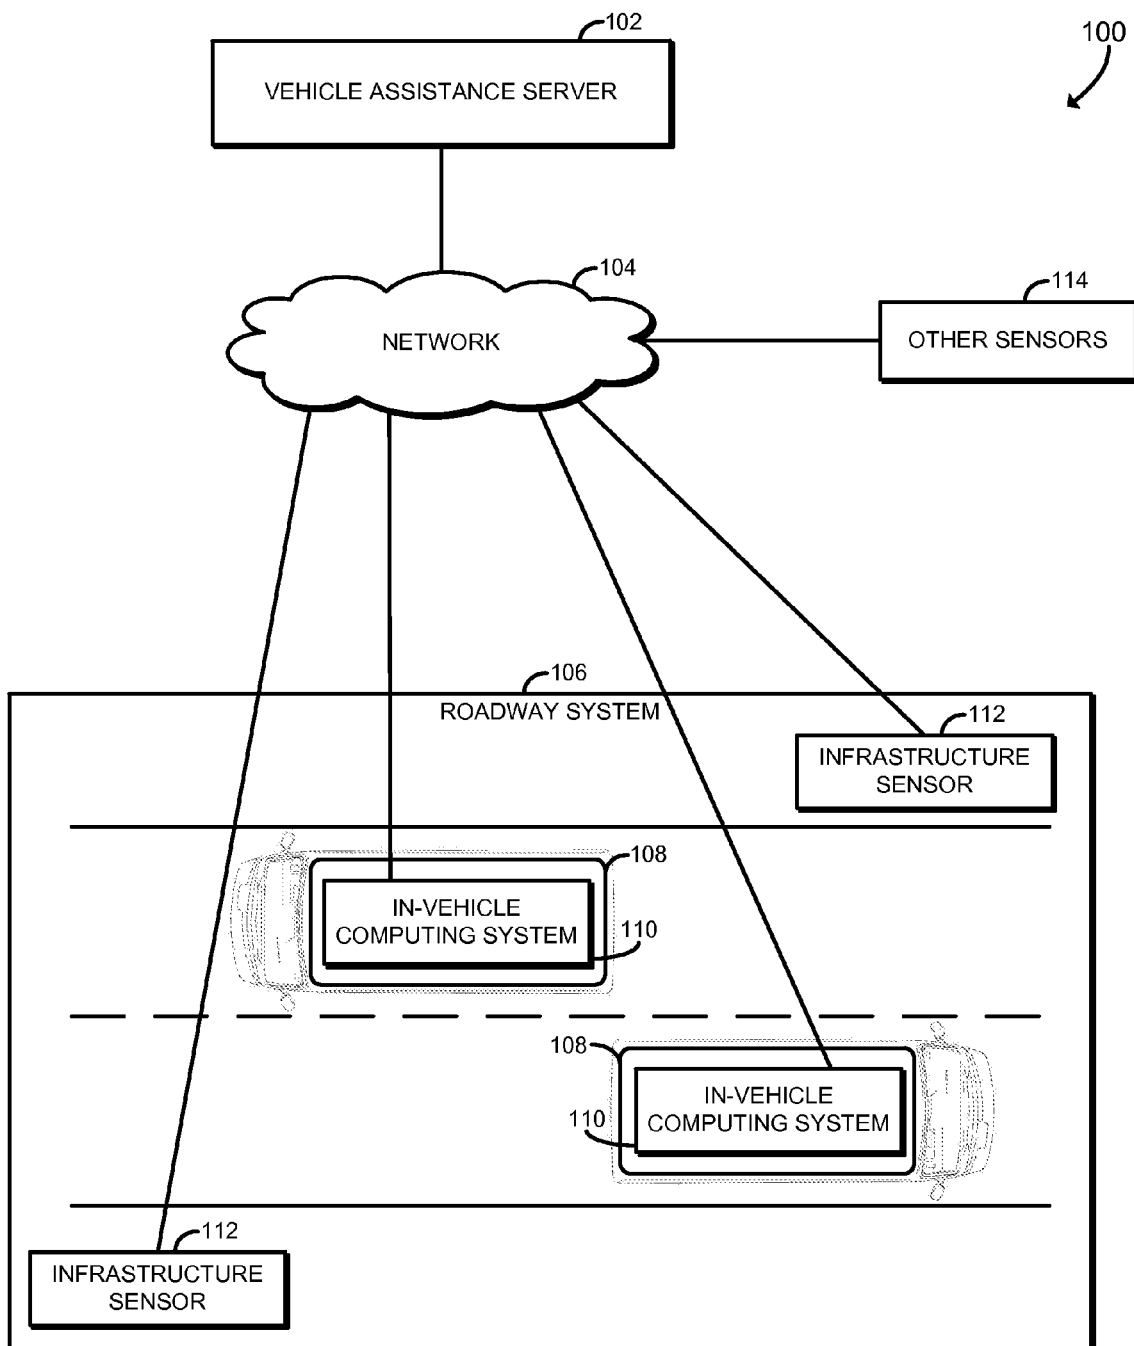 102
100
VEHICLE ASSISTANCE SERVER
104
114
NETWORK
OTHER SENSORS
106
ROADWAY SYSTEM
112
INFRASTRUCTURE
SENSOR
108
IN-VEHICLE
COMPUTING SYSTEM
110
108
IN-VEHICLE
COMPUTING SYSTEM
110
112
INFRASTRUCTURE
SENSOR